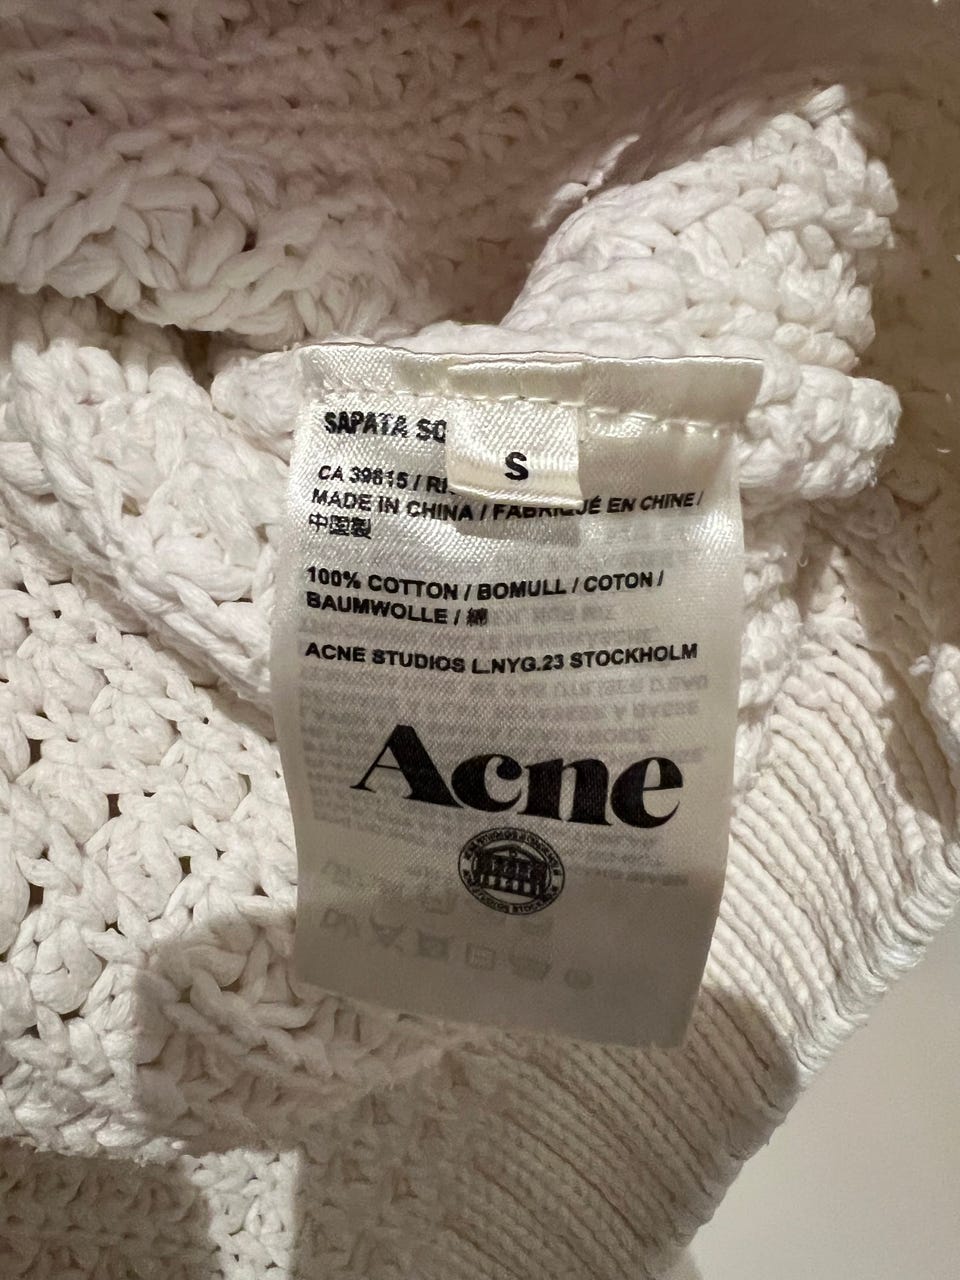 SAPATA SC
S
CA 39615 / RI
MADE IN CHINA / FABRIQUÉ EN CHINE /
中国製
100% COTTON / BOMULL / COTON /
BAUMWOLLE / 綿
ACNE STUDIOS L.NYG.23 STOCKHOLM
Acne